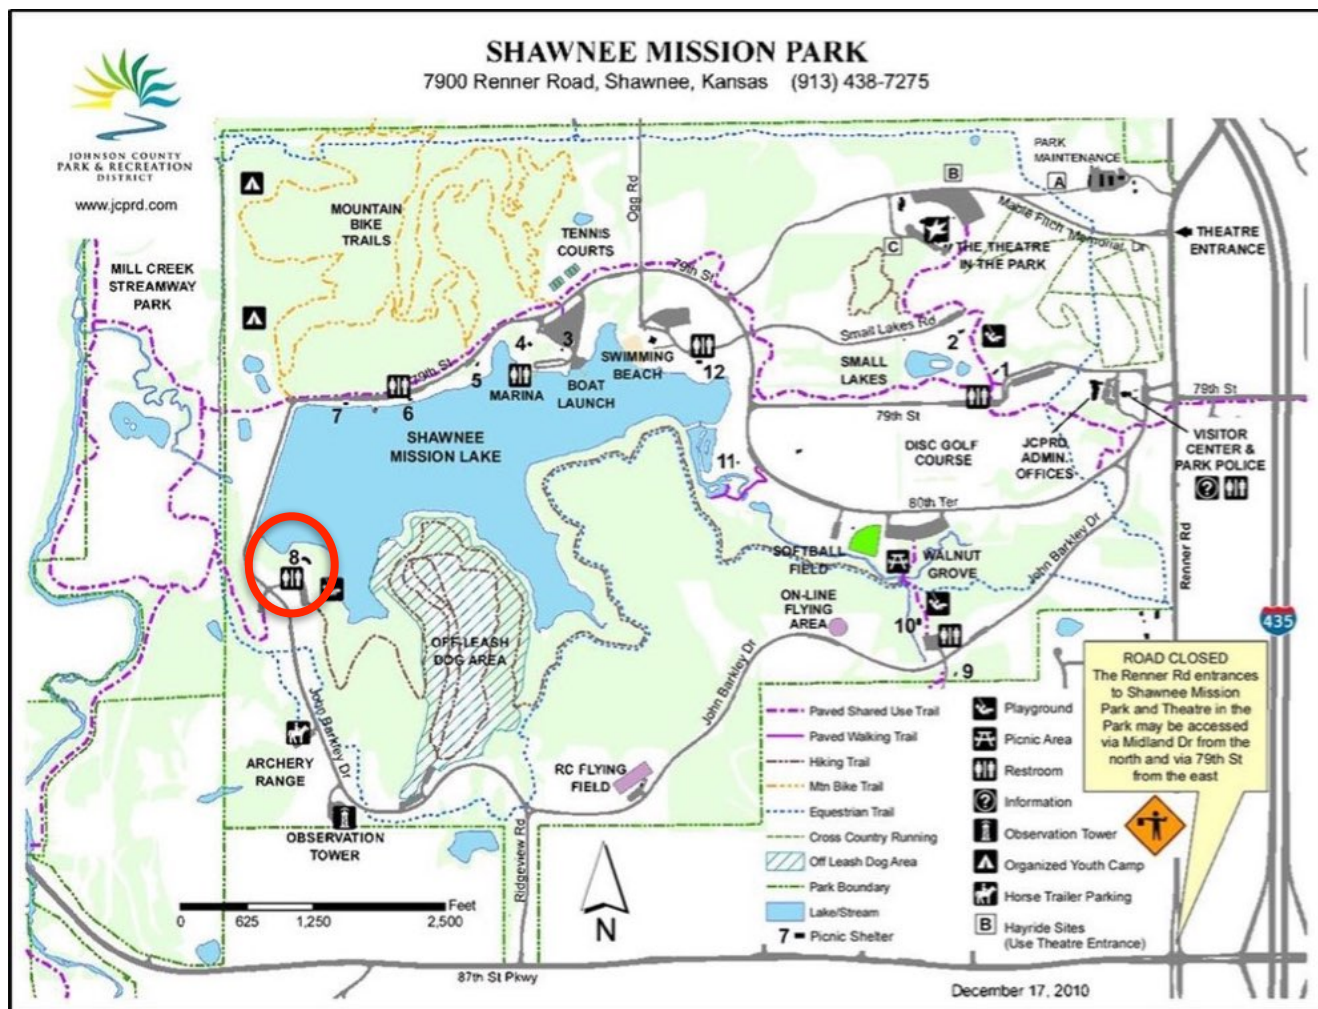 SHAWNEE MISSION PARK
7900 Renner Road, Shawnee, Kansas (913) 438-7275
JOHNSON COUNTY
PARK & RECREATION
DISTRICT
www.jcprd.com
MILL CREEK
STREAMWAY
PARK
MOUNTAIN
BIKE
TRAILS
TENNIS
COURTS
Ogg Rd
79th St
B
A
PARK
MAINTENANCE
Mable Fitch Memorial Dr
C
THE THEATRE
IN THE PARK
THEATRE
ENTRANCE
Small Lakes Rd
2
SMALL
LAKES
1
3
4
5
79th St
MARINA
BOAT
LAUNCH
SWIMMING
BEACH
12
7
6
SHAWNEE
MISSION LAKE
79th St
79th St
DISC GOLF
COURSE
JCPRD
ADMIN.
OFFICES
VISITOR
CENTER &
PARK POLICE
11
80th Ter
SOFTBALL
FIELD
WALNUT
GROVE
John Barkley Dr
Renner Rd
435
8
OFF LEASH
DOG AREA
ON-LINE
FLYING
AREA
10
9
John Barkley Dr
John Barkley Dr
ARCHERY
RANGE
RC FLYING
FIELD
OBSERVATION
TOWER
Ridgeview Rd
ROAD CLOSED
The Renner Rd entrances
to Shawnee Mission
Park and Theatre in the
Park may be accessed
via Midland Dr from the
north and via 79th St
from the east
Paved Shared Use Trail
Paved Walking Trail
Hiking Trail
Mtn Bike Trail
Equestrian Trail
Cross Country Running
Off Leash Dog Area
Park Boundary
Lake/Stream
7 Picnic Shelter
Playground
Picnic Area
Restroom
Information
Observation Tower
Organized Youth Camp
Horse Trailer Parking
B Hayride Sites
(Use Theatre Entrance)
Feet
0 625 1,250 2,500
N
87th St Pkwy
December 17, 2010